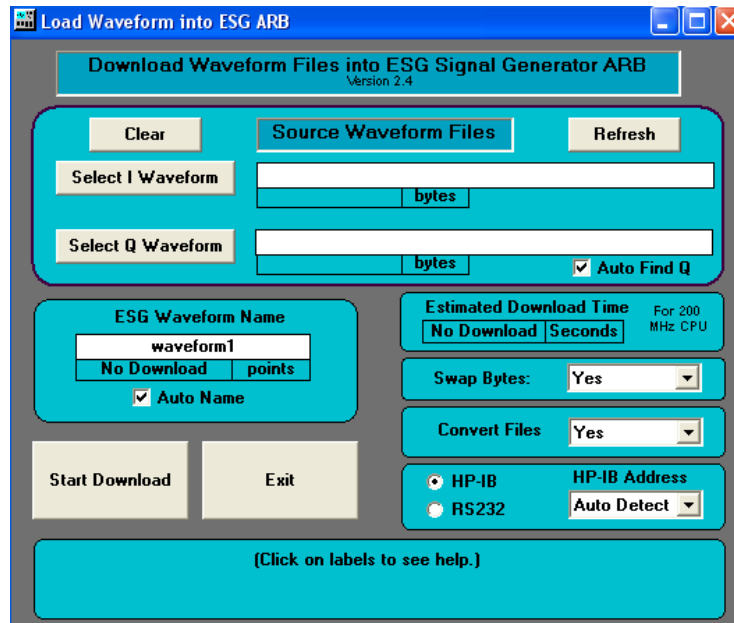 Load Waveform into ESG ARB
Download Waveform Files into ESG Signal Generator ARB
Version 2.4
Clear
Source Waveform Files
Refresh
Select I Waveform
bytes
Select Q Waveform
bytes
Auto Find Q
ESG Waveform Name
waveform1
No Download points
Auto Name
Estimated Download Time
For 200
MHz CPU
No Download Seconds
Swap Bytes: Yes
Convert Files Yes
Start Download
Exit
HP-IB
RS232
HP-IB Address
Auto Detect
(Click on labels to see help.)